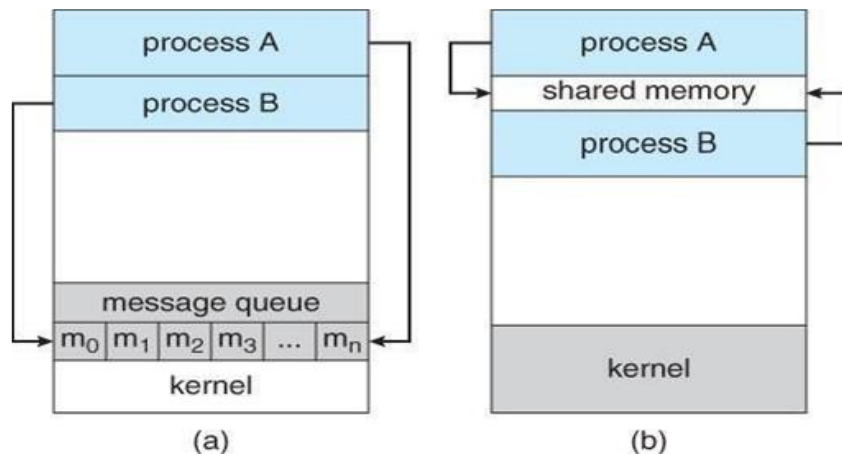 process A
process B
message queue
m0 m1 m2 m3 ... mn
kernel
(a)
process A
shared memory
process B
kernel
(b)